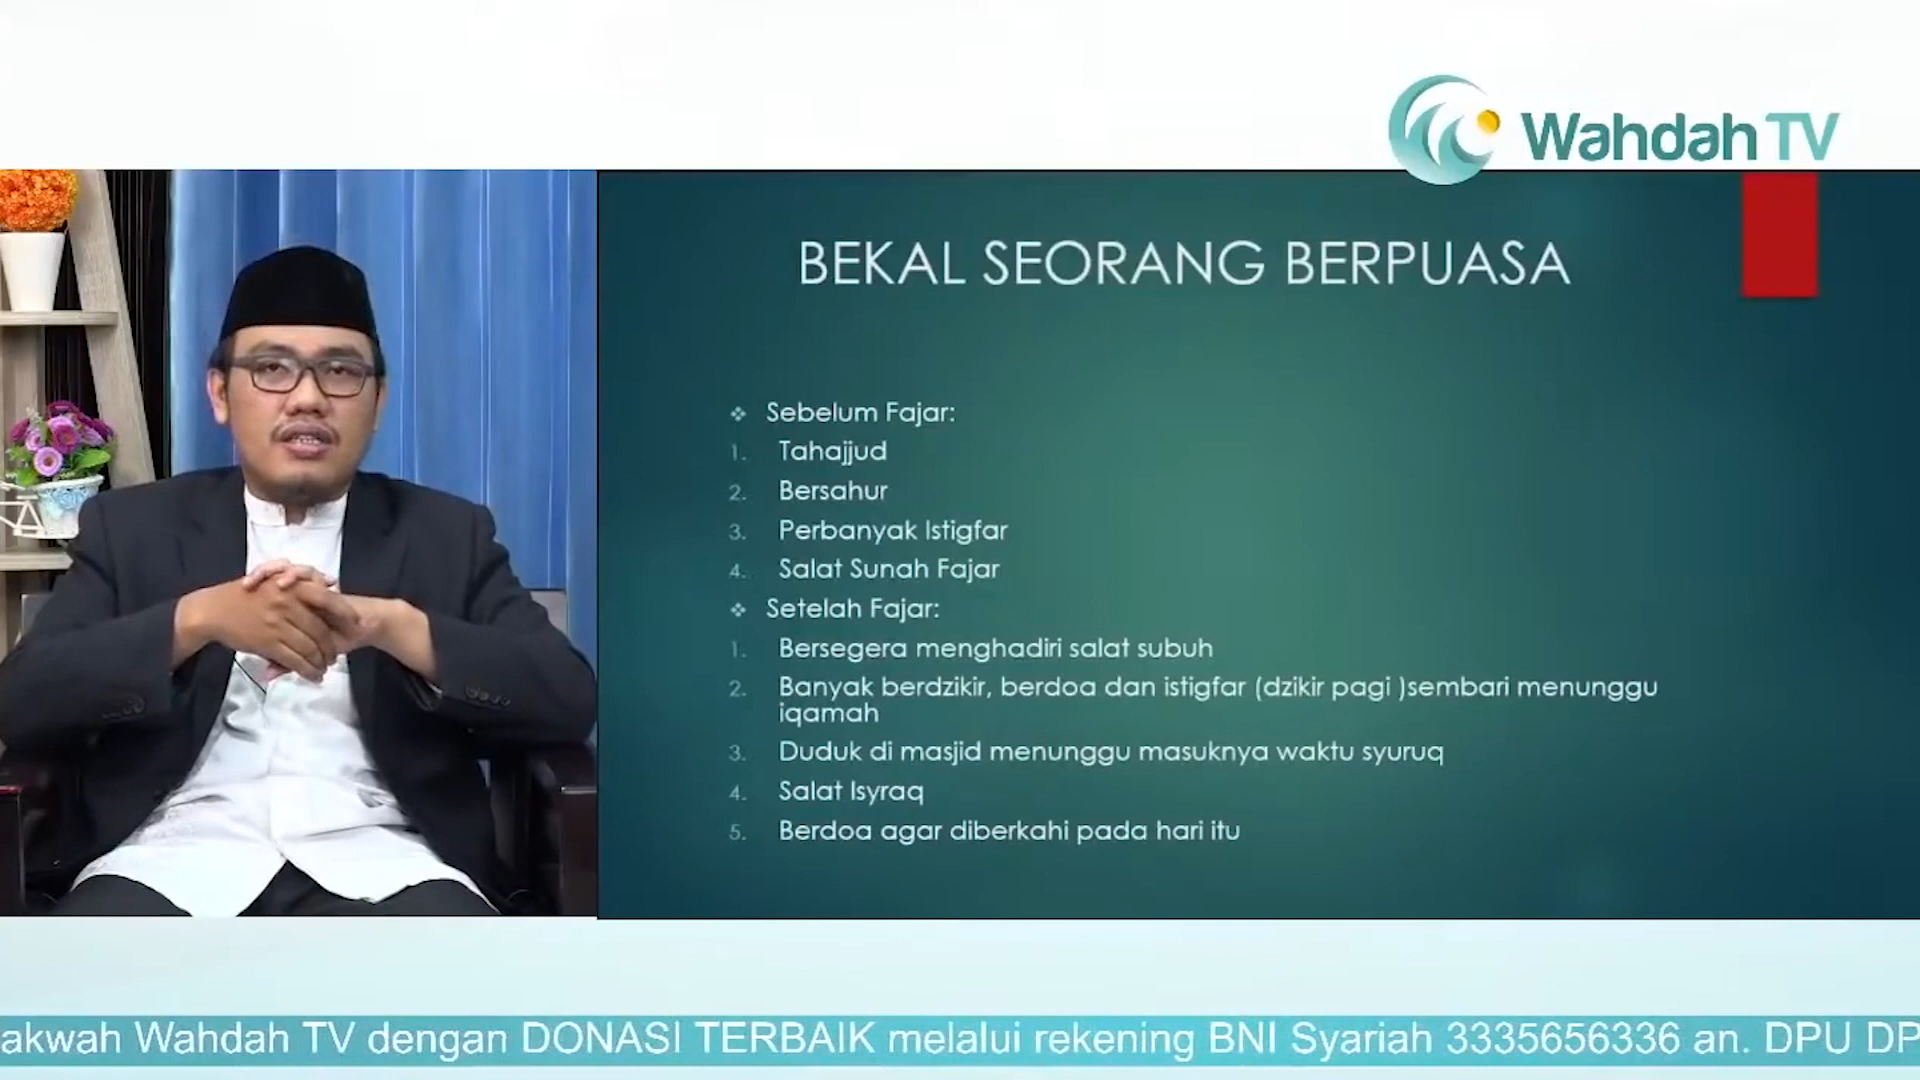 Wahdah TV
BEKAL SEORANG BERPUASA
❖ Sebelum Fajar:
1. Tahajjud
2. Bersahur
3. Perbanyak Istigfar
4. Salat Sunah Fajar
❖ Setelah Fajar:
1. Bersegera menghadiri salat subuh
2. Banyak berdzikir, berdoa dan istigfar (dzikir pagi )sembari menunggu
iqamah
3. Duduk di masjid menunggu masuknya waktu syuruq
4. Salat Isyraq
5. Berdoa agar diberkahi pada hari itu
akwah Wahdah TV dengan DONASI TERBAIK melalui rekening BNI Syariah 3335656336 an. DPU DP